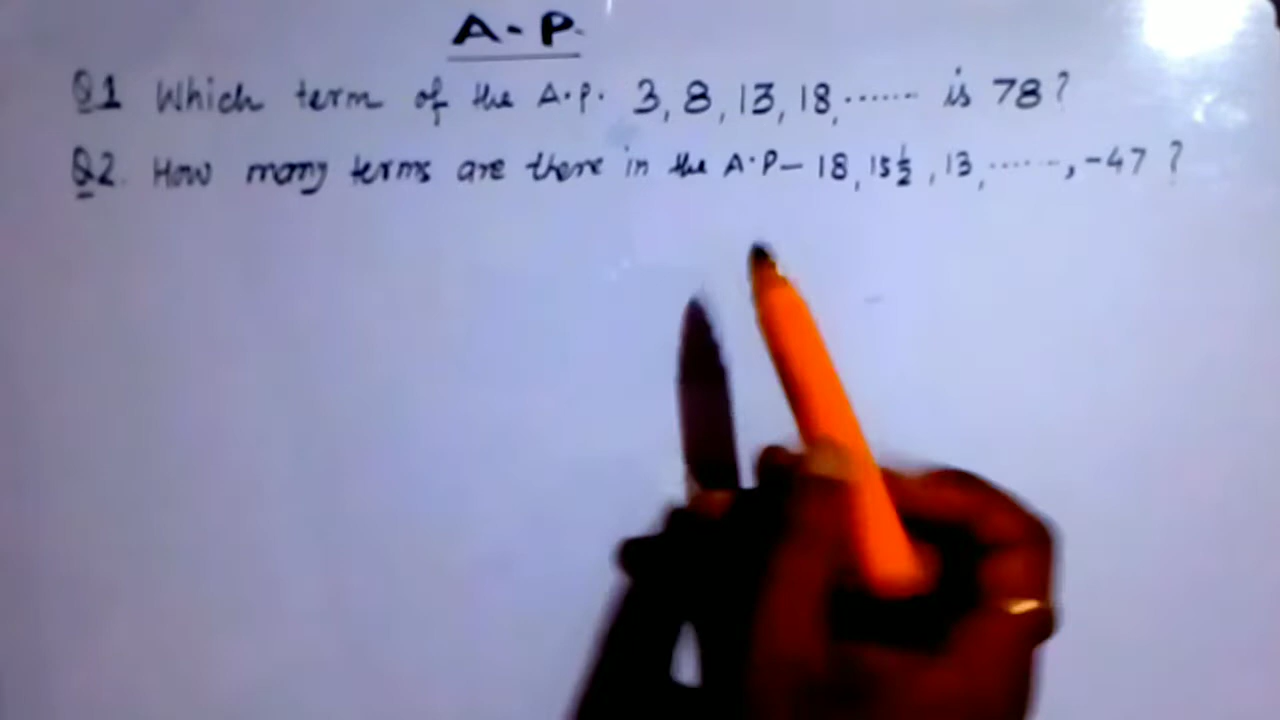 A.P.
Q1 Which term of the A.P. 3, 8, 13, 18, ...... is 78?
Q2. How many terms are there in the A.P- 18, 15½, 13, ......, -47 ?